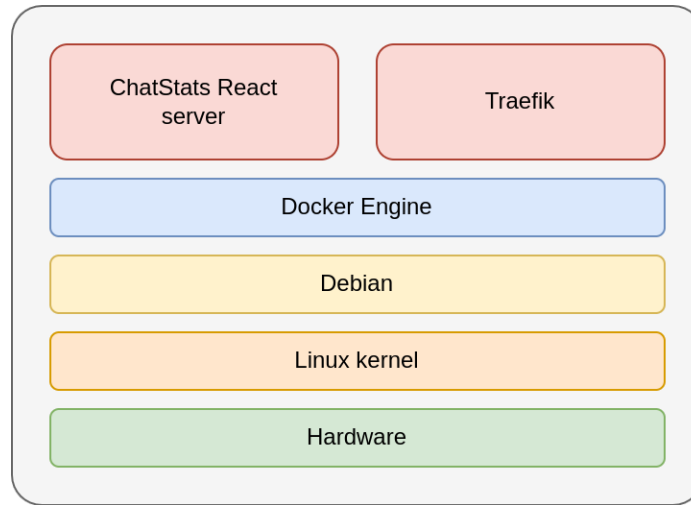 ChatStats React
server
Traefik
Docker Engine
Debian
Linux kernel
Hardware